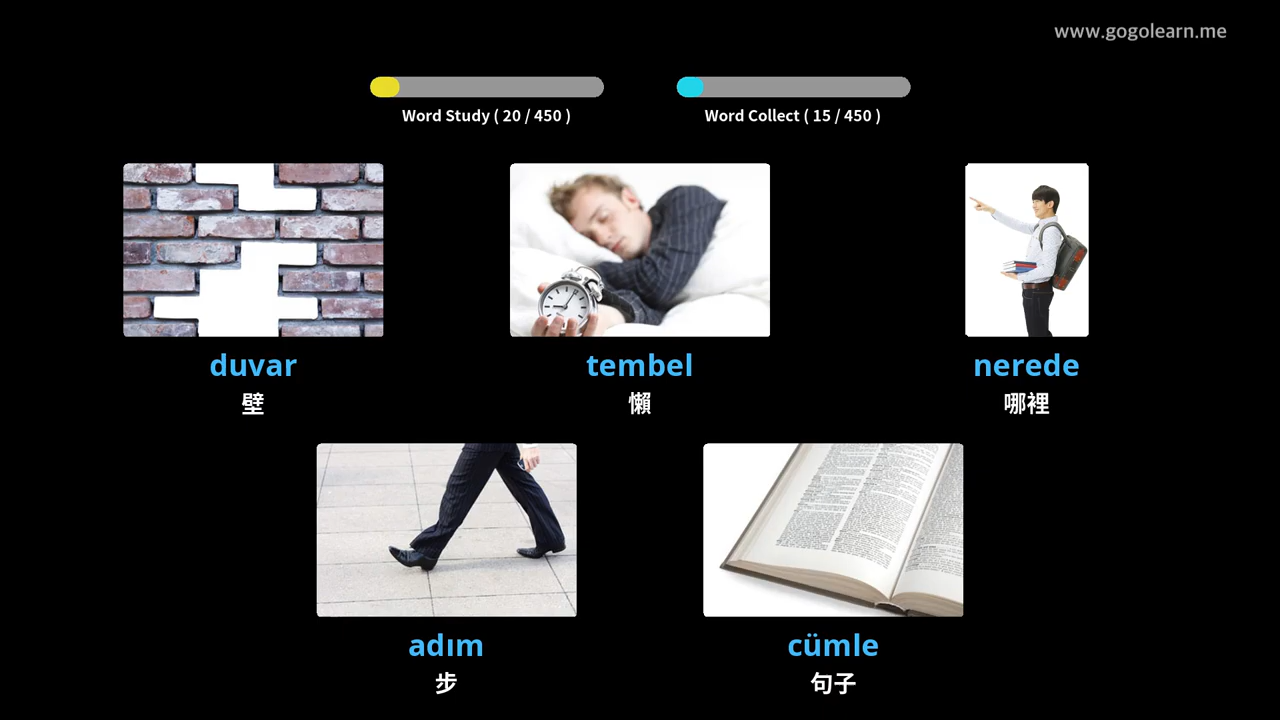 www.gogolearn.me
Word Study ( 20 / 450 )
Word Collect ( 15 / 450 )
duvar
壁
tembel
懶
nerede
哪裡
adım
步
cümle
句子